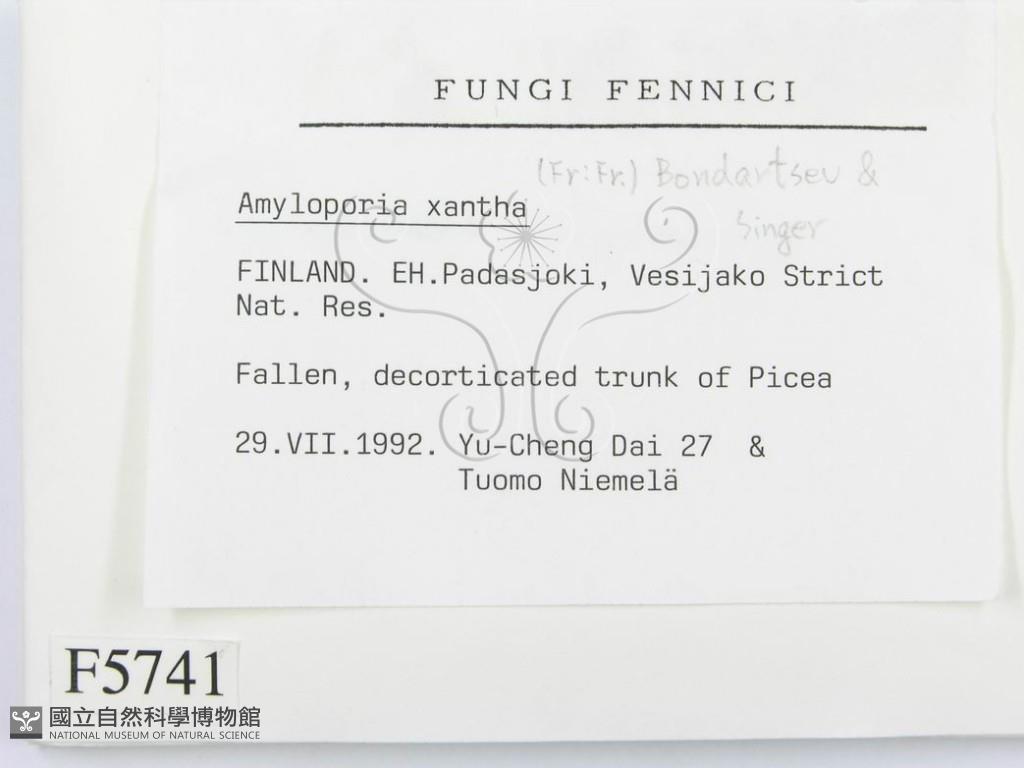 FUNGI FENNICI
(Fr:Fr.) Bondartsev &
Amyloporia xantha
Singer
FINLAND. EH.Padasjoki, Vesijako Strict
Nat. Res.
Fallen, decorticated trunk of Picea
29.VII.1992. Yu-Cheng Dai 27 &
Tuomo Niemelä
F5741
國立自然科學博物館
NATIONAL MUSEUM OF NATURAL SCIENCE